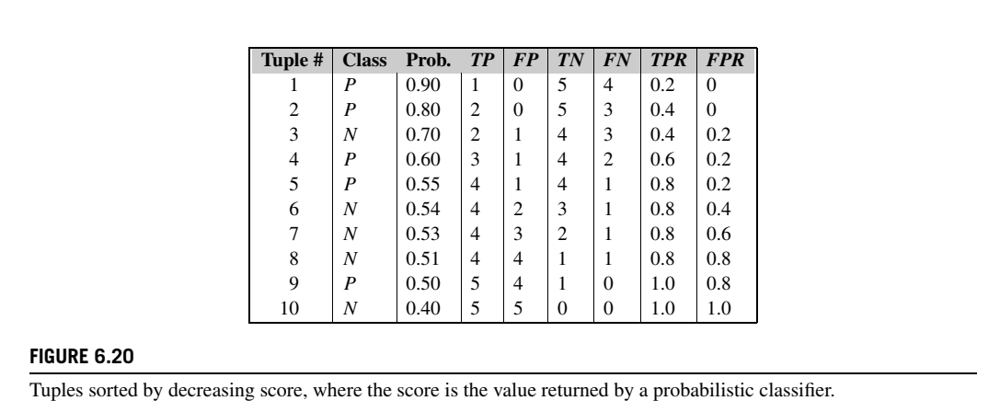 Tuple # Class Prob. TP FP TN FN TPR FPR
1 P 0.90 1 0 5 4 0.2 0
2 P 0.80 2 0 5 3 0.4 0
3 N 0.70 2 1 4 3 0.4 0.2
4 P 0.60 3 1 4 2 0.6 0.2
5 P 0.55 4 1 4 1 0.8 0.2
6 N 0.54 4 2 3 1 0.8 0.4
7 N 0.53 4 3 2 1 0.8 0.6
8 N 0.51 4 4 1 1 0.8 0.8
9 P 0.50 5 4 1 0 1.0 0.8
10 N 0.40 5 5 0 0 1.0 1.0
FIGURE 6.20
Tuples sorted by decreasing score, where the score is the value returned by a probabilistic classifier.